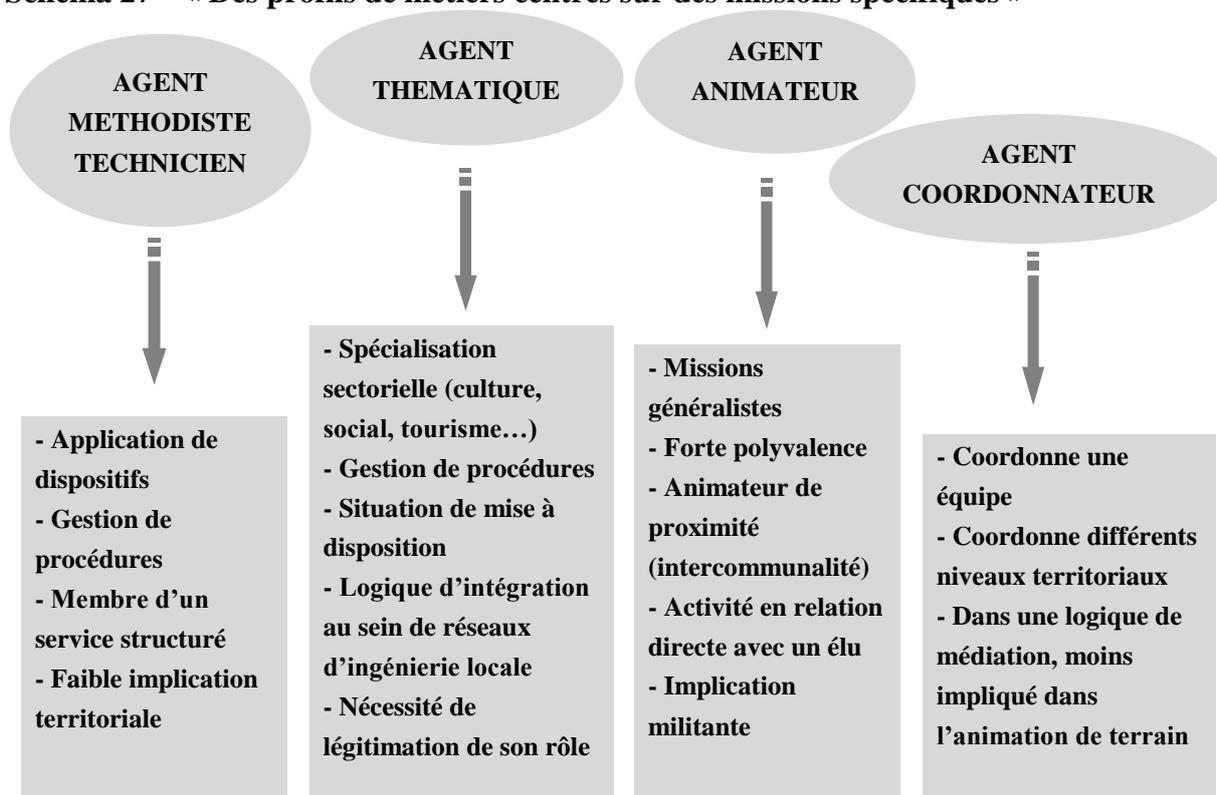 Schéma 27 – « Des profils de métiers centrés sur des missions spécifiques »
AGENT
METHODISTE
TECHNICIEN
AGENT
THEMATIQUE
AGENT
ANIMATEUR
AGENT
COORDONNATEUR
- Application de
dispositifs
- Gestion de
procédures
- Membre d’un
service structuré
- Faible implication
territoriale
- Spécialisation
sectorielle (culture,
social, tourisme…)
- Gestion de procédures
- Situation de mise à
disposition
- Logique d’intégration
au sein de réseaux
d’ingénierie locale
- Nécessité de
légitimation de son rôle
- Missions
généralistes
- Forte polyvalence
- Animateur de
proximité
(intercommunalité)
- Activité en relation
directe avec un élu
- Implication
militante
- Coordonne une
équipe
- Coordonne différents
niveaux territoriaux
- Dans une logique de
médiation, moins
impliqué dans
l’animation de terrain